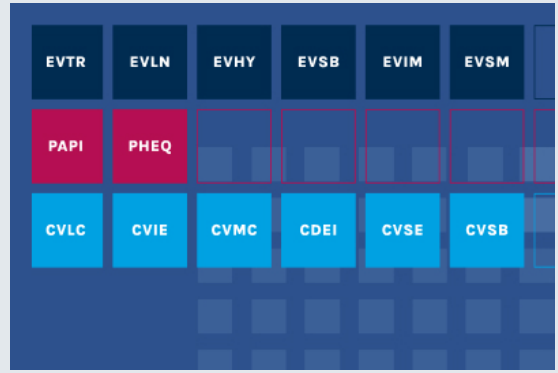 EVTR EVLN EVHY EVSB EVIM EVSM
PAPI PHEQ
CVLC CVIE CVMC CDEI CVSE CVSB